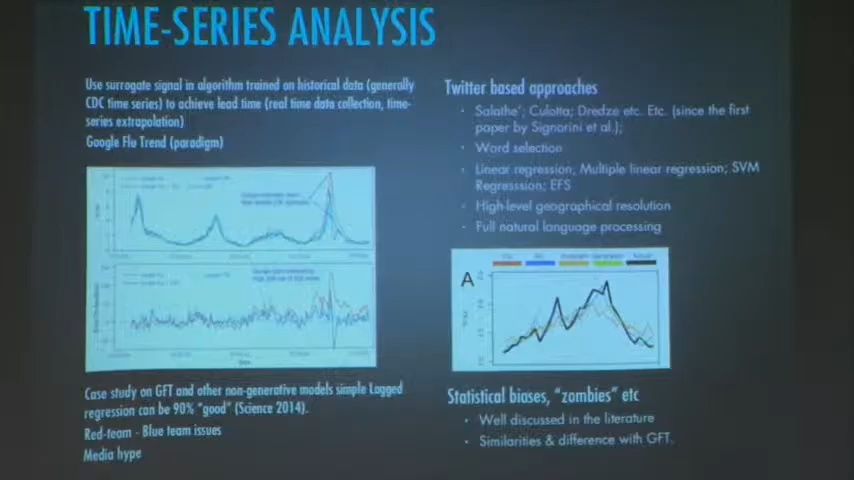 TIME-SERIES ANALYSIS
Use surrogate signal in algorithm trained on historical data (generally
CDC time series) to achieve lead time (real time data collection, time-
series extrapolation)
Google Flu Trend (paradigm)
Case study on GFT and other non-generative models simple Lagged
regression can be 90% “good” (Science 2014).
Red-team - Blue team issues
Media hype
Twitter based approaches
Salathe’; Culotta; Dredze etc. Etc. (since the first
paper by Signorini et al.);
Word selection
Linear regression, Multiple linear regression; SVM
Regresssion; EFS
High-level geographical resolution
Full natural language processing
A
Statistical biases, “zombies” etc
Well discussed in the literature
Similarities & difference with GFT.